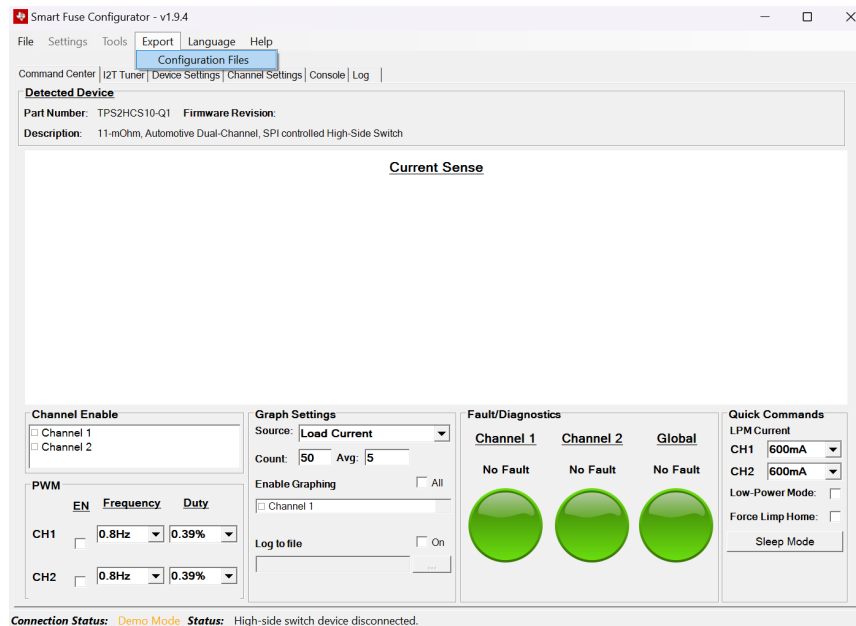 Smart Fuse Configurator - v1.9.4
File Settings Tools Export Language Help
Configuration Files
Command Center I2T Tuner Device Settings Channel Settings Console Log
Detected Device
Part Number: TPS2HCS10-Q1 Firmware Revision:
Description: 11-mOhm, Automotive Dual-Channel, SPI controlled High-Side Switch
Current Sense
Channel Enable
Channel 1
Channel 2
PWM
EN Frequency Duty
CH1 0.8Hz 0.39%
CH2 0.8Hz 0.39%
Graph Settings
Source: Load Current
Count: 50 Avg: 5
Enable Graphing All
Channel 1
Log to file On
...
Fault/Diagnostics
Channel 1 Channel 2 Global
No Fault No Fault No Fault
Quick Commands
LPM Current
CH1 600mA
CH2 600mA
Low-Power Mode:
Force Limp Home:
Sleep Mode
Connection Status: Demo Mode Status: High-side switch device disconnected.